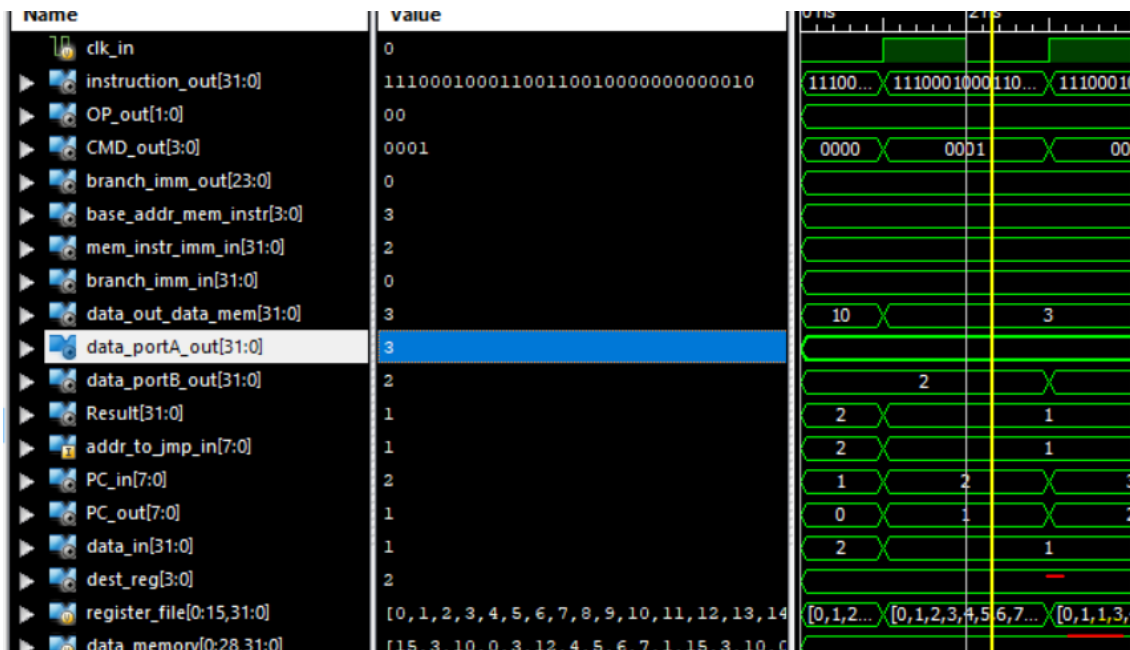 Name Value 0 ns 2 ns
clk_in 0
instruction_out[31:0] 11100010001100110010000000000010 11100... 1110001000110... 1110001
OP_out[1:0] 00
CMD_out[3:0] 0001 0000 0001 00
branch_imm_out[23:0] 0
base_addr_mem_instr[3:0] 3
mem_instr_imm_in[31:0] 2
branch_imm_in[31:0] 0
data_out_data_mem[31:0] 3 10 3
data_portA_out[31:0] 3
data_portB_out[31:0] 2 2
Result[31:0] 1 2 1
addr_to_jmp_in[7:0] 1 2 1
PC_in[7:0] 2 1 2
PC_out[7:0] 1 0 1
data_in[31:0] 1 2 1
dest_reg[3:0] 2
register_file[0:15,31:0] [0,1,2,3,4,5,6,7,8,9,10,11,12,13,14 [0,1,2... [0,1,2,3,4,5,6,7... [0,1,1,3,
data_memory[0:28,31:0] [15,3,10,0,3,12,4,5,6,7,1,15,3,10,0